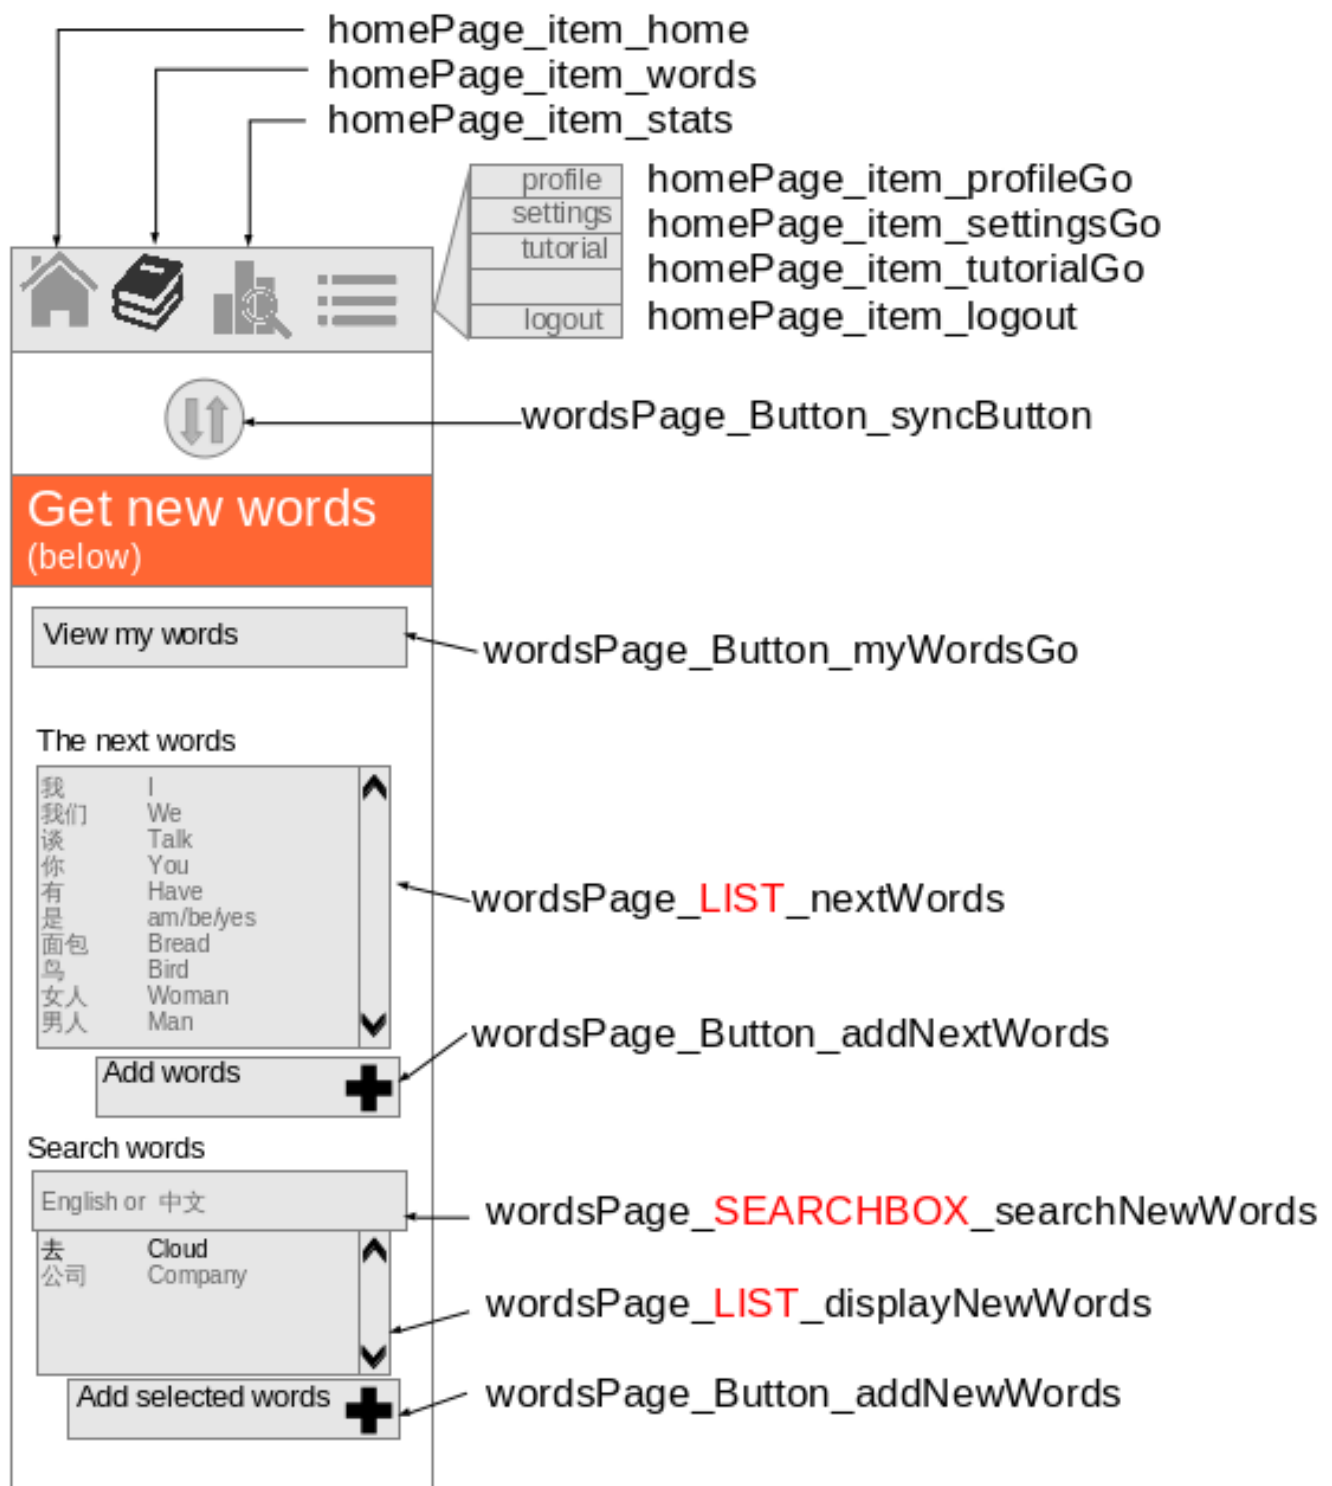 homePage_item_home
homePage_item_words
homePage_item_stats
profile homePage_item_profileGo
settings homePage_item_settingsGo
tutorial homePage_item_tutorialGo
logout homePage_item_logout
wordsPage_Button_syncButton
Get new words
(below)
View my words
wordsPage_Button_myWordsGo
The next words
我 I
我们 We
谈 Talk
你 You
有 Have
是 am/be/yes
面包 Bread
鸟 Bird
女人 Woman
男人 Man
wordsPage_LIST_nextWords
Add words
wordsPage_Button_addNextWords
Search words
English or 中文
wordsPage_SEARCHBOX_searchNewWords
去 Cloud
公司 Company
wordsPage_LIST_displayNewWords
Add selected words
wordsPage_Button_addNewWords